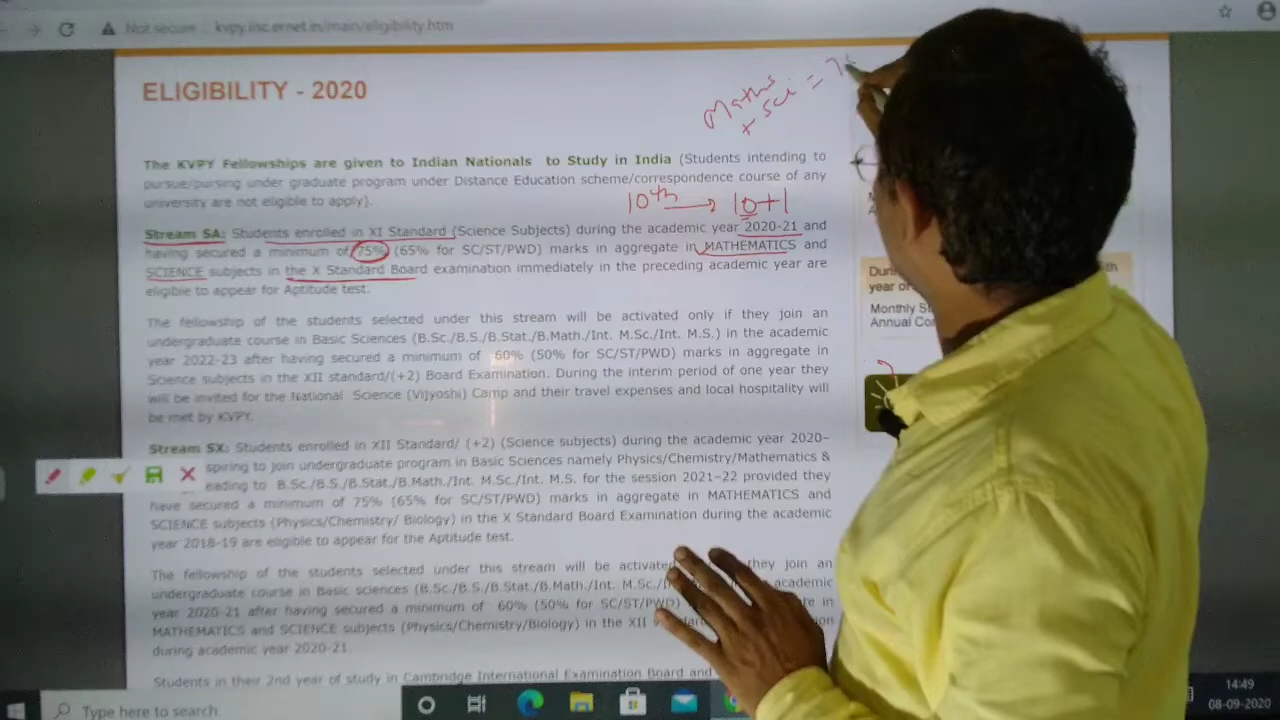 Not secure kvpy.iisc.ernet.in/main/eligibility.htm
ELIGIBILITY - 2020
Maths
+ Sci =
The KVPY Fellowships are given to Indian Nationals to Study in India (Students intending to
pursue/pursing under graduate program under Distance Education scheme/correspondence course of any
university are not eligible to apply).
10th → 10+1
Stream SA: Students enrolled in XI Standard (Science Subjects) during the academic year 2020-21 and
having secured a minimum of 75% (65% for SC/ST/PWD) marks in aggregate in MATHEMATICS and
SCIENCE subjects in the X Standard Board examination immediately in the preceding academic year are
eligible to appear for Aptitude test.
The fellowship of the students selected under this stream will be activated only if they join an
undergraduate course in Basic Sciences (B.Sc./B.S./B.Stat./B.Math./Int. M.Sc./Int. M.S.) in the academic
year 2022-23 after having secured a minimum of 60% (50% for SC/ST/PWD) marks in aggregate in
Science subjects in the XII standard/(+2) Board Examination. During the interim period of one year they
will be invited for the National Science (Vijyoshi) Camp and their travel expenses and local hospitality will
be met by KVPY.
Stream SX: Students enrolled in XII Standard/ (+2) (Science subjects) during the academic year 2020-
spiring to join undergraduate program in Basic Sciences namely Physics/Chemistry/Mathematics &
eading to B.Sc./B.S./B.Stat./B.Math./Int. M.Sc./Int. M.S. for the session 2021-22 provided they
have secured a minimum of 75% (65% for SC/ST/PWD) marks in aggregate in MATHEMATICS and
SCIENCE subjects (Physics/Chemistry/ Biology) in the X Standard Board Examination during the academic
year 2018-19 are eligible to appear for the Aptitude test.
The fellowship of the students selected under this stream will be activated they join an
undergraduate course in Basic sciences (B.Sc./B.S./B.Stat./B.Math./Int. M.Sc./ academic
year 2020-21 after having secured a minimum of 60% (50% for SC/ST/PWD) in
MATHEMATICS and SCIENCE subjects (Physics/Chemistry/Biology) in the XII
during academic year 2020-21.
Students in their 2nd year of study in Cambridge International Examination Board and
Duri
year of
Monthly St
Annual Con
Type here to search
14:49
08-09-2020